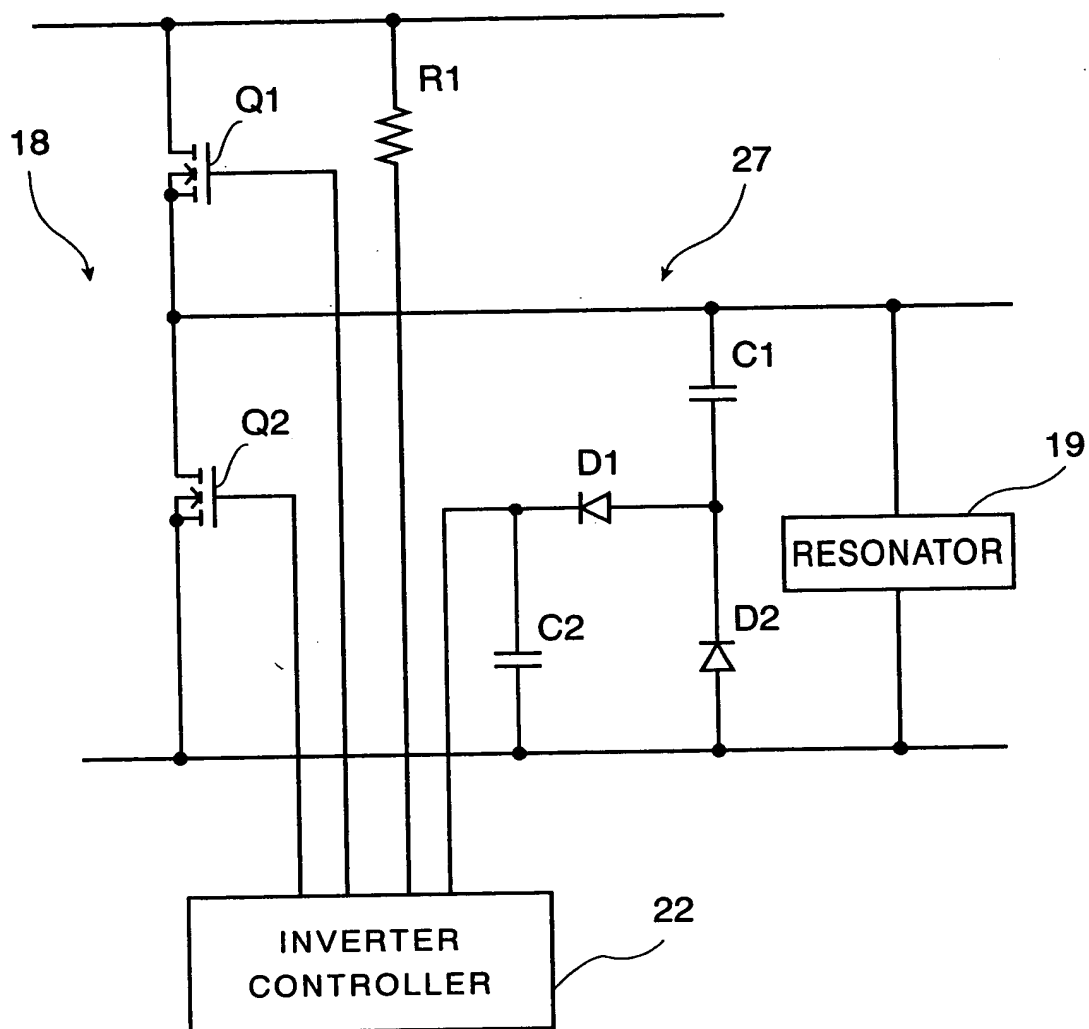 R1
Q1
18
27
C1
Q2
19
D1
RESONATOR
C2
D2
22
INVERTER
CONTROLLER